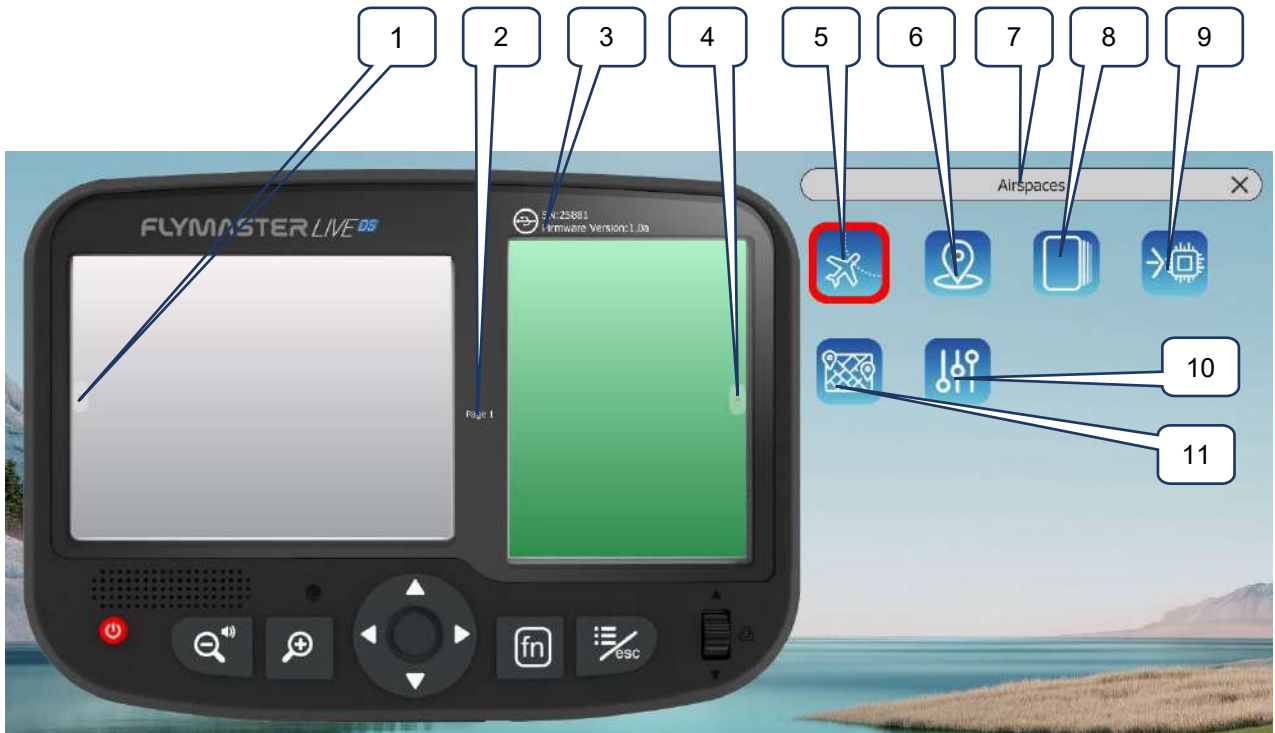 1 2 3 4 5 6 7 8 9
Airspaces
FLYMASTER LIVE DS
SN:25881
Firmware Version:1.0a
10
Page 1
11
fn
esc